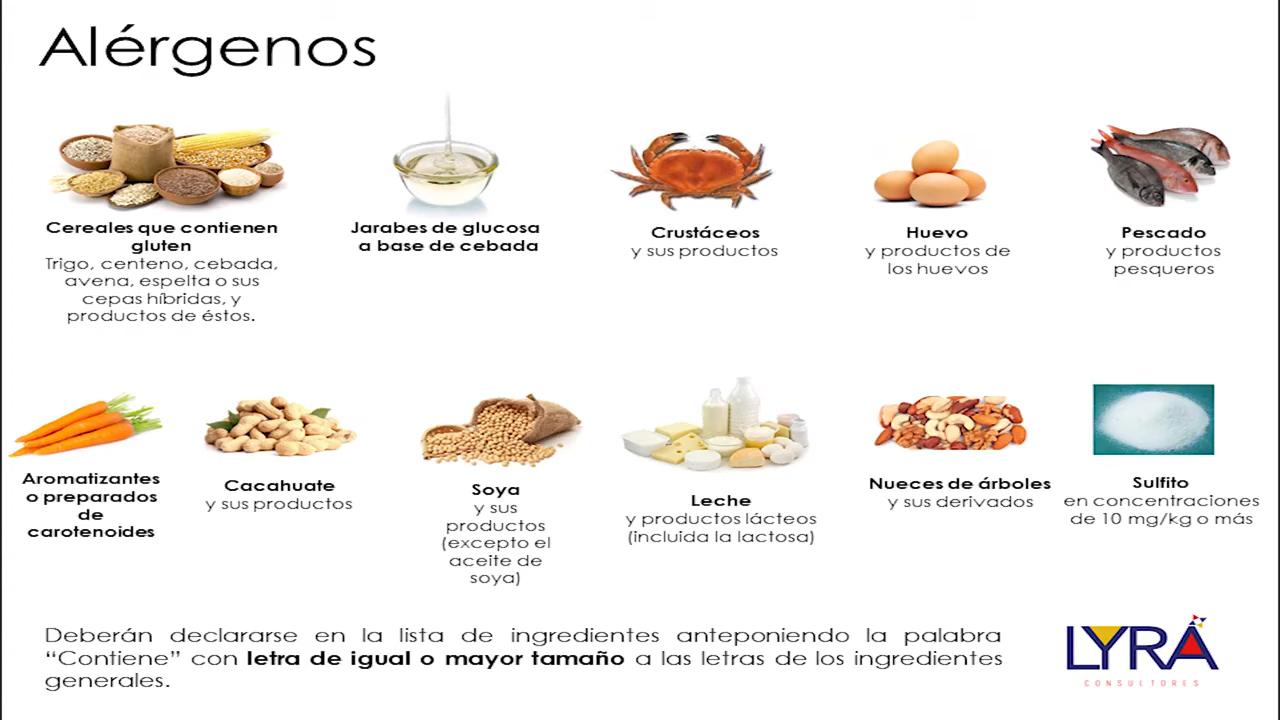 Alérgenos
Cereales que contienen
gluten
Trigo, centeno, cebada,
avena, espelta o sus
cepas híbridas, y
productos de éstos.
Jarabes de glucosa
a base de cebada
Crustáceos
y sus productos
Huevo
y productos de
los huevos
Pescado
y productos
pesqueros
Aromatizantes
o preparados
de
carotenoides
Cacahuate
y sus productos
Soya
y sus
productos
(excepto el
aceite de
soya)
Leche
y productos lácteos
(incluida la lactosa)
Nueces de árboles
y sus derivados
Sulfito
en concentraciones
de 10 mg/kg o más
Deberán declararse en la lista de ingredientes anteponiendo la palabra
“Contiene” con letra de igual o mayor tamaño a las letras de los ingredientes
generales.
LYRA
CONSULTORES